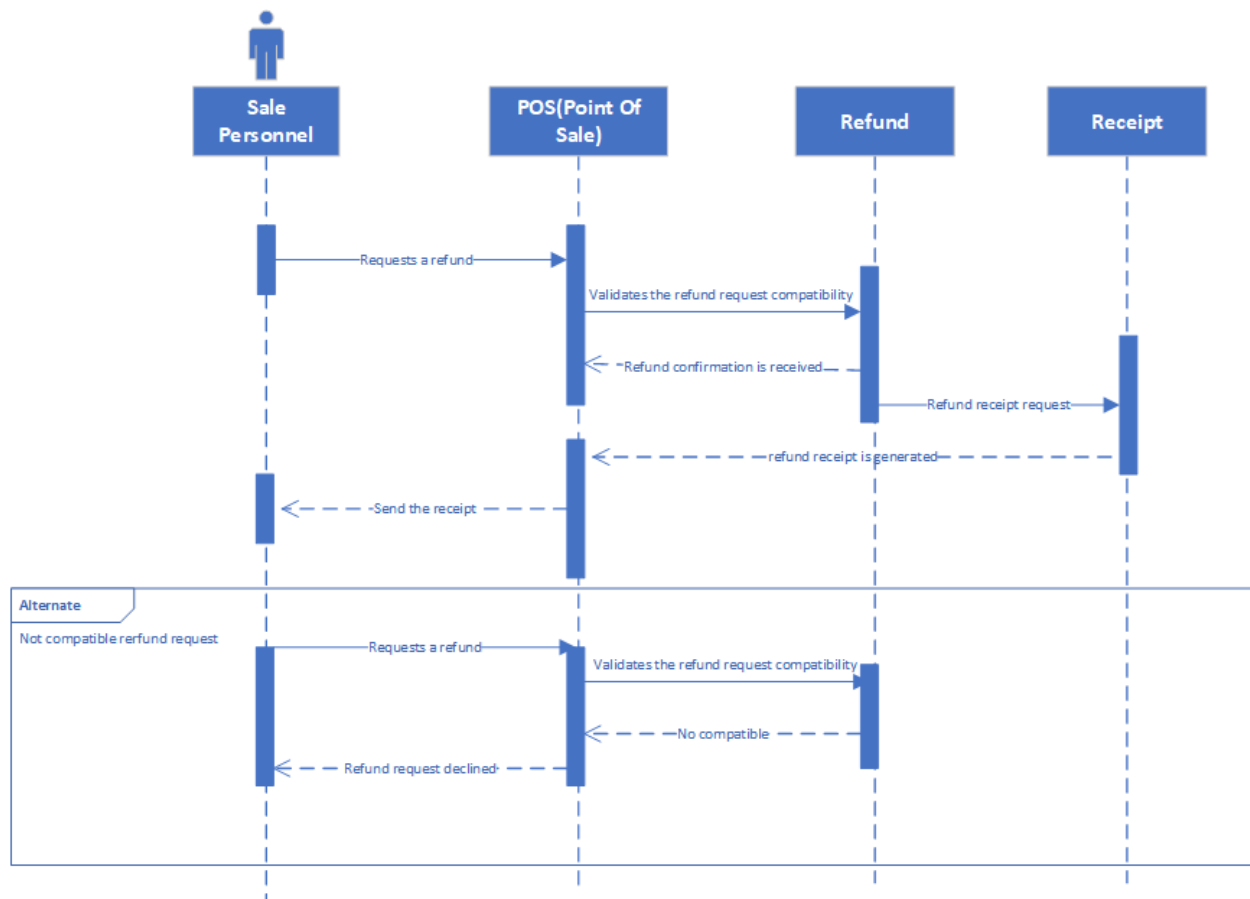 Sale
Personnel
POS(Point Of
Sale)
Refund
Receipt
Requests a refund
Validates the refund request compatibility
Refund confirmation is received
Refund receipt request
refund receipt is generated
Send the receipt
Alternate
Not compatible rerfund request
Requests a refund
Validates the refund request compatibility
No compatible
Refund request declined